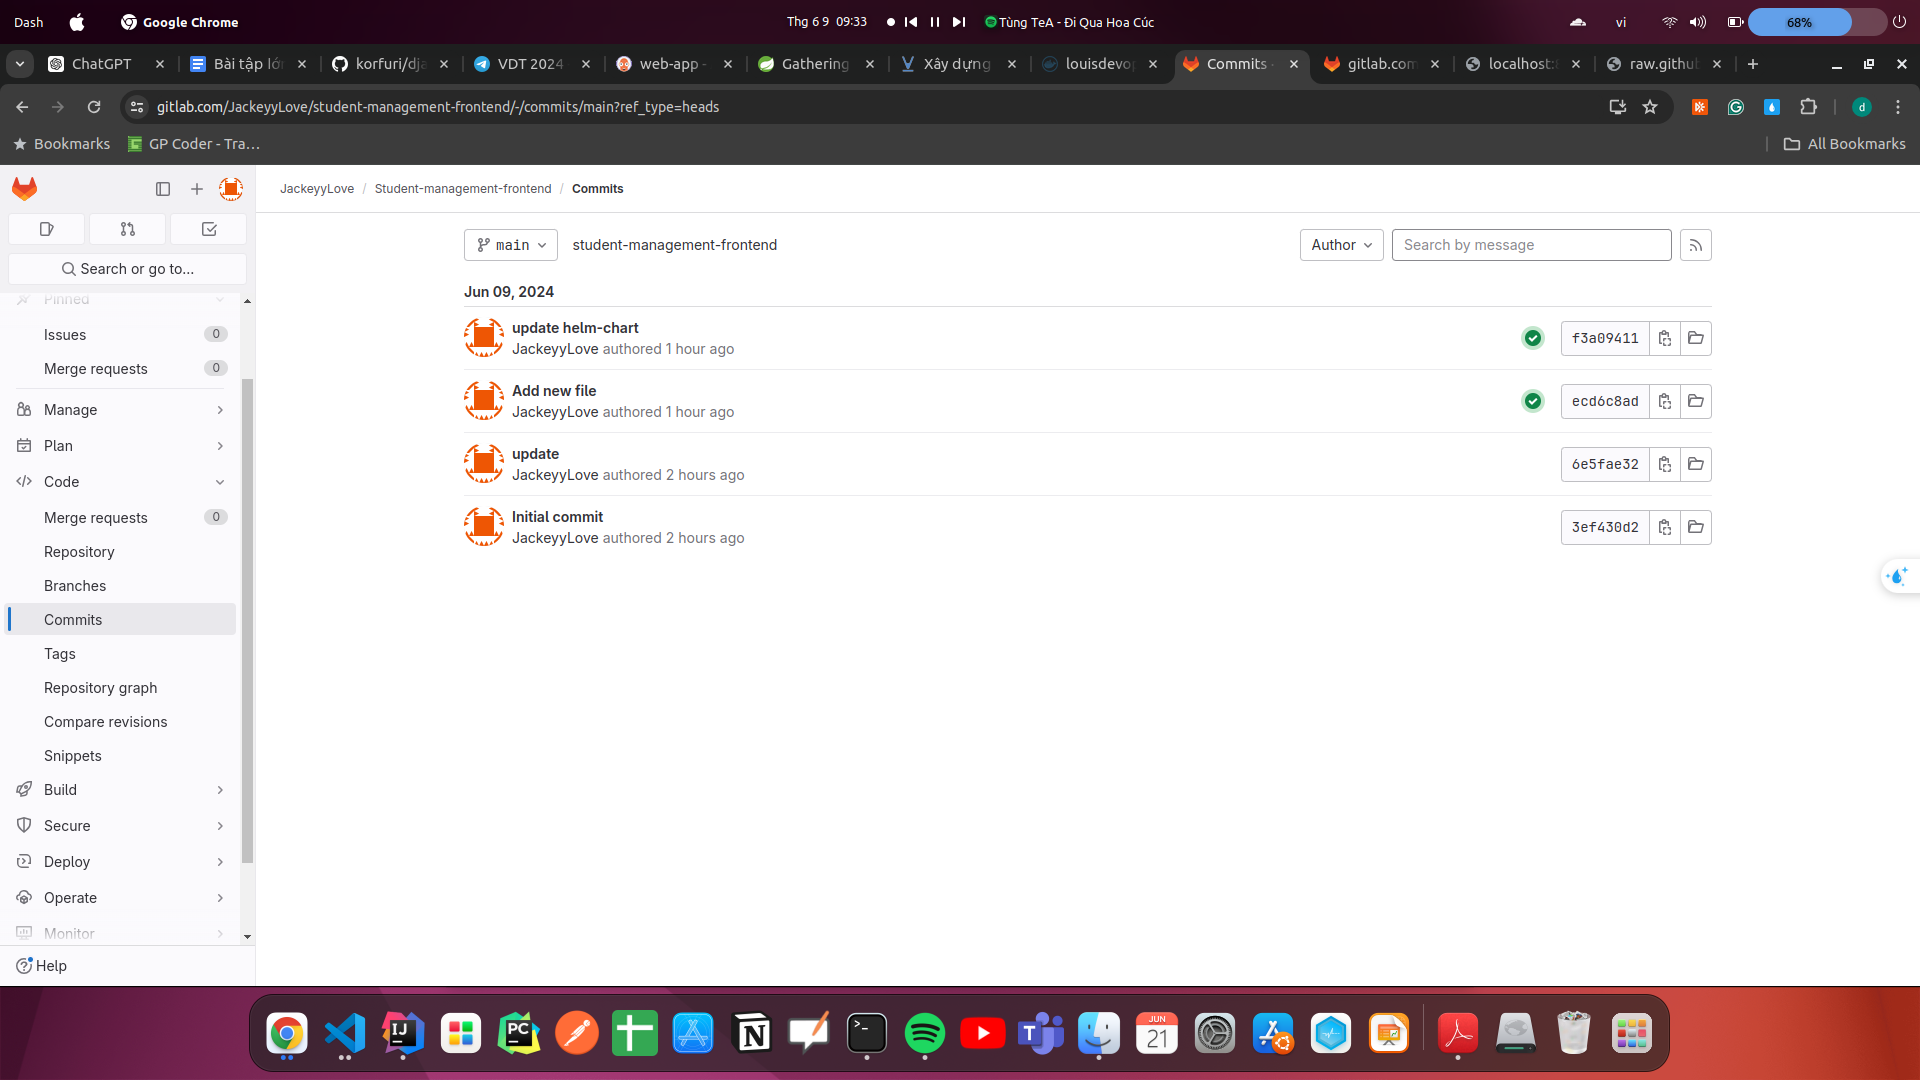 Dash
Google Chrome
Thg 6 9 09:33
Tùng TeA - Đi Qua Hoa Cúc
vi
68%
ChatGPT
Bài tập lớ
korfuri/dja
VDT 2024
web-app -
Gathering
Xây dựng
louisdevop
Commits ·
gitlab.com
localhost:
raw.githu
gitlab.com/JackeyyLove/student-management-frontend/-/commits/main?ref_type=heads
d
Bookmarks
GP Coder - Tra…
All Bookmarks
JackeyyLove / Student-management-frontend / Commits
main
student-management-frontend
Author
Search by message
Search or go to...
Pinned
Issues 0
Merge requests 0
Manage
Plan
Code
Merge requests 0
Repository
Branches
Commits
Tags
Repository graph
Compare revisions
Snippets
Build
Secure
Deploy
Operate
Monitor
Help
Jun 09, 2024
update helm-chart
JackeyyLove authored 1 hour ago
f3a09411
Add new file
JackeyyLove authored 1 hour ago
ecd6c8ad
update
JackeyyLove authored 2 hours ago
6e5fae32
Initial commit
JackeyyLove authored 2 hours ago
3ef430d2
IJ
PC
N
>_
T
JUN
21